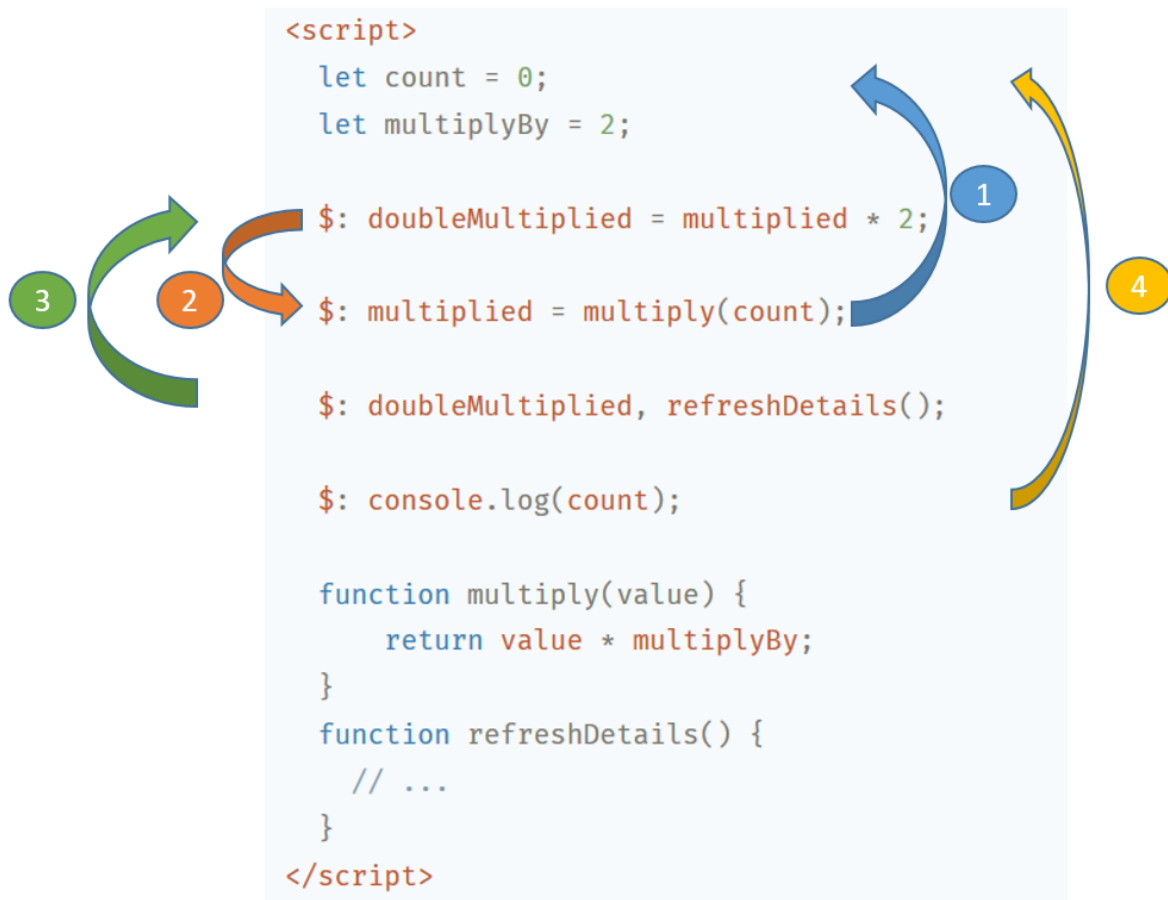 <script>
let count = 0;
let multiplyBy = 2;
$: doubleMultiplied = multiplied * 2;
$: multiplied = multiply(count);
$: doubleMultiplied, refreshDetails();
$: console.log(count);
function multiply(value) {
return value * multiplyBy;
}
function refreshDetails() {
// ...
}
</script>
1
2
3
4